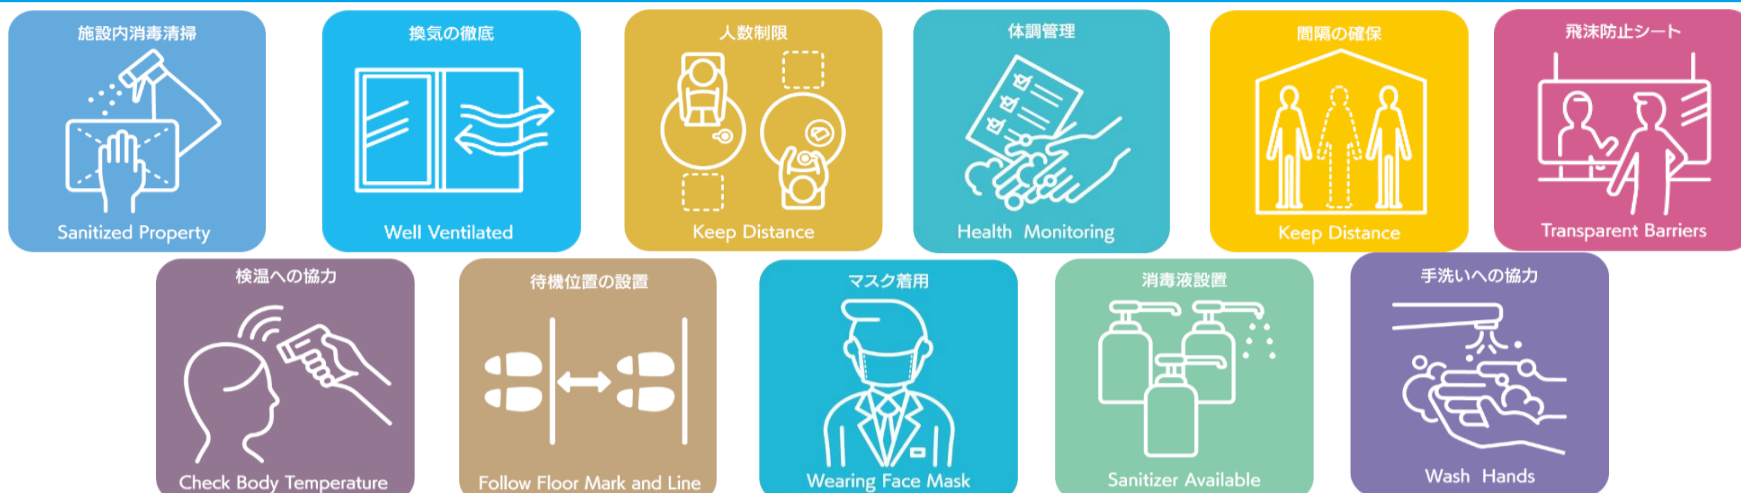 施設内消毒清掃
Sanitized Property
換気の徹底
Well Ventilated
人数制限
Keep Distance
体調管理
Health Monitoring
間隔の確保
Keep Distance
飛沫防止シート
Transparent Barriers
検温への協力
Check Body Temperature
待機位置の設置
Follow Floor Mark and Line
マスク着用
Wearing Face Mask
消毒液設置
Sanitizer Available
手洗いへの協力
Wash Hands